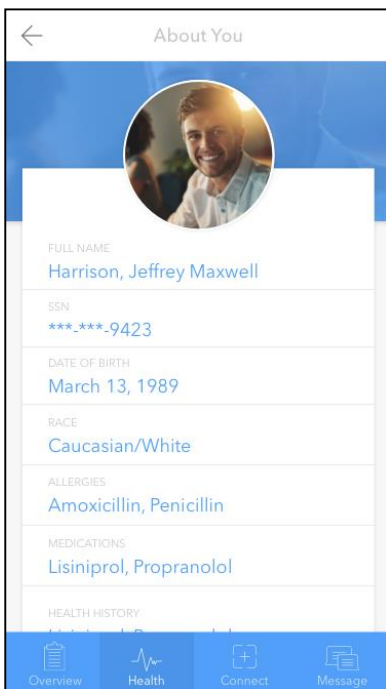 About You
FULL NAME
Harrison, Jeffrey Maxwell
SSN
***-***-9423
DATE OF BIRTH
March 13, 1989
RACE
Caucasian/White
ALLERGIES
Amoxicillin, Penicillin
MEDICATIONS
Lisiniprol, Propranolol
HEALTH HISTORY
Overview Health Connect Message